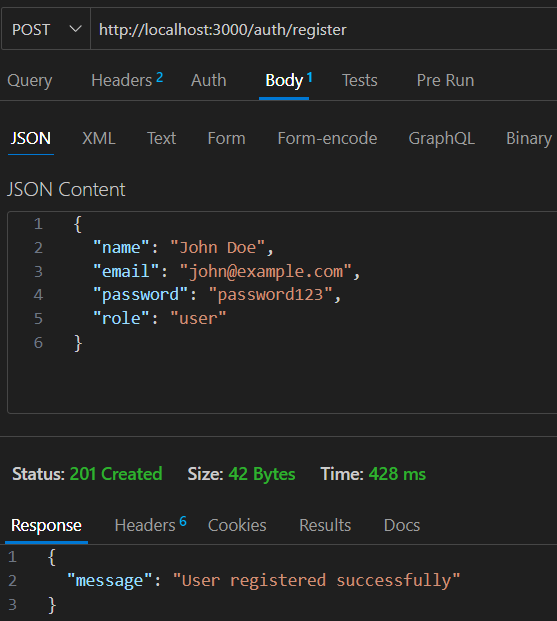 POST http://localhost:3000/auth/register
Query Headers 2 Auth Body 1 Tests Pre Run
JSON XML Text Form Form-encode GraphQL Binary
JSON Content
1 {
2 "name": "John Doe",
3 "email": "john@example.com",
4 "password": "password123",
5 "role": "user"
6 }
Status: 201 Created Size: 42 Bytes Time: 428 ms
Response Headers 6 Cookies Results Docs
1 {
2 "message": "User registered successfully"
3 }